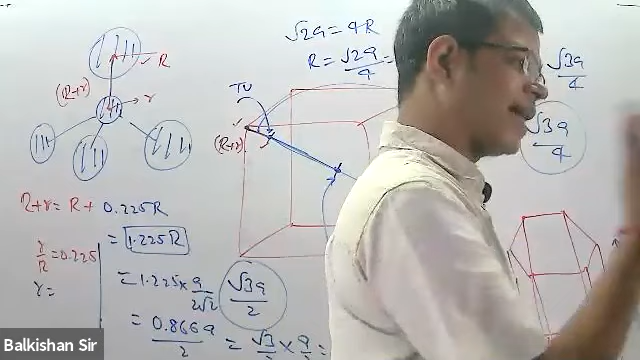 √2a = 4R
R = √2a/4 =
R
(R+r)
r
TV
(R+r)
√3a/4
√3a/4
R+r = R + 0.225R
= 1.225R
r/R = 0.225
r =
= 1.225 × a/2√2
√3a/2
= 0.866a/2 = √3/2 × a/2 =
Balkishan Sir